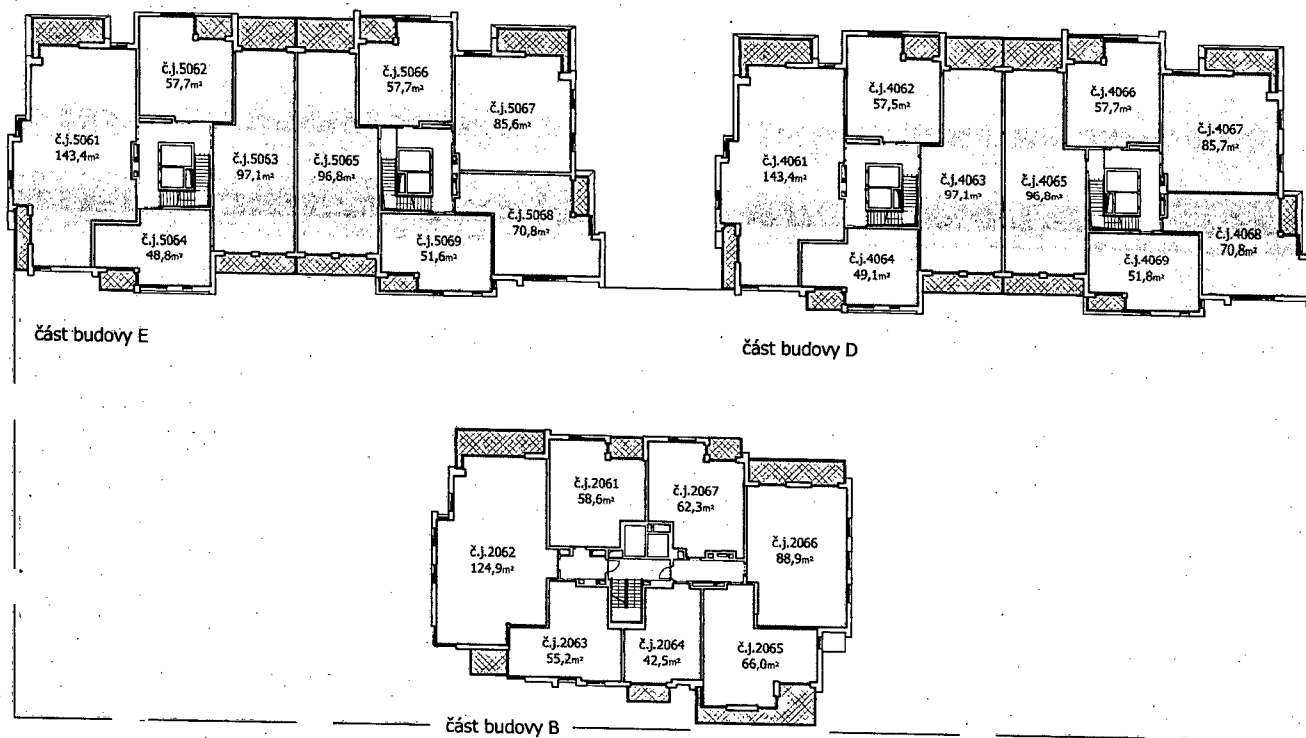 č.j.5062
57,7m²
č.j.5066
57,7m²
č.j.5067
85,6m²
č.j.5061
143,4m²
č.j.5063
97,1m²
č.j.5065
96,8m²
č.j.5068
70,8m²
č.j.5064
48,8m²
č.j.5069
51,6m²
část budovy E
č.j.4062
57,5m²
č.j.4066
57,7m²
č.j.4067
85,7m²
č.j.4061
143,4m²
č.j.4063
97,1m²
č.j.4065
96,8m²
č.j.4068
70,8m²
č.j.4064
49,1m²
č.j.4069
51,8m²
část budovy D
č.j.2061
58,6m²
č.j.2067
62,3m²
č.j.2062
124,9m²
č.j.2066
88,9m²
č.j.2063
55,2m²
č.j.2064
42,5m²
č.j.2065
66,0m²
část budovy B